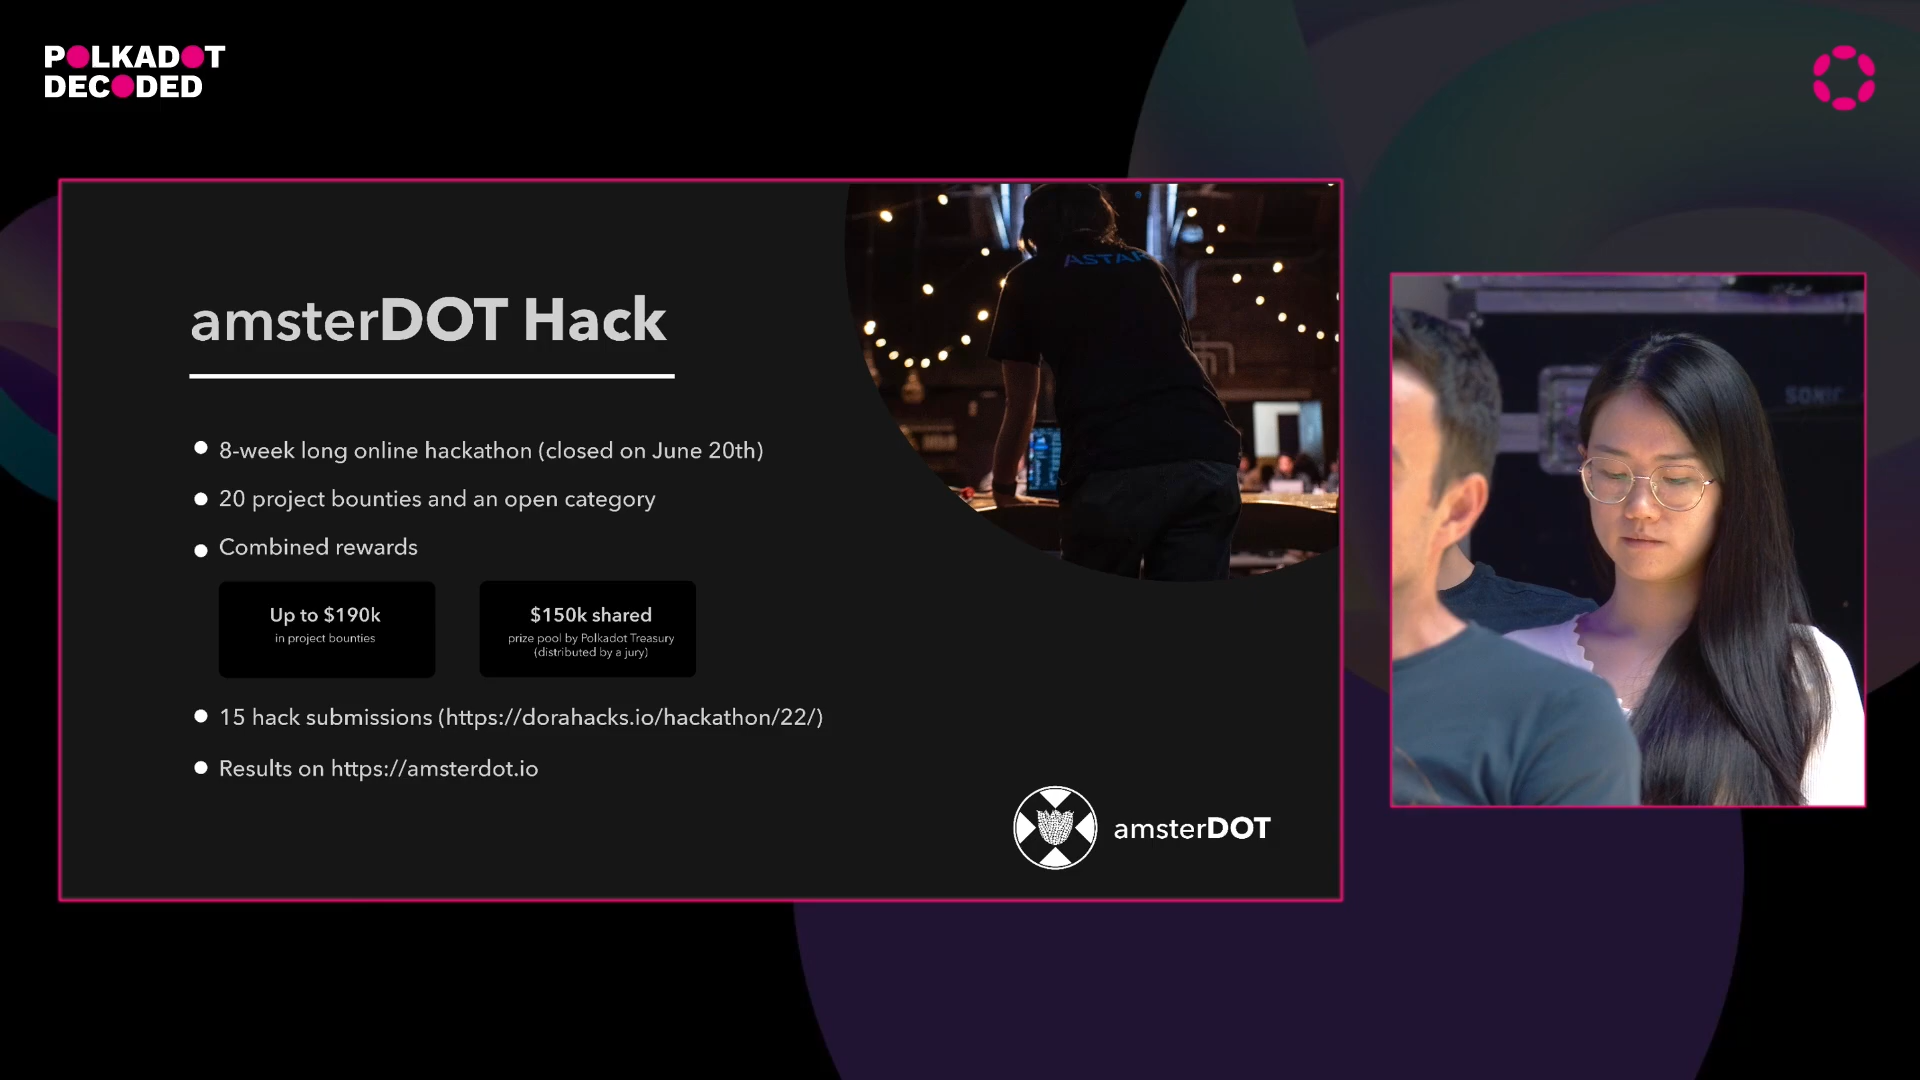 POLKADOT
DECODED
ASTAR
amsterDOT Hack
8-week long online hackathon (closed on June 20th)
20 project bounties and an open category
Combined rewards
Up to $190k
in project bounties
$150k shared
prize pool by Polkadot Treasury
(distributed by a jury)
15 hack submissions (https://dorahacks.io/hackathon/22/)
Results on https://amsterdot.io
amsterDOT
SONIC